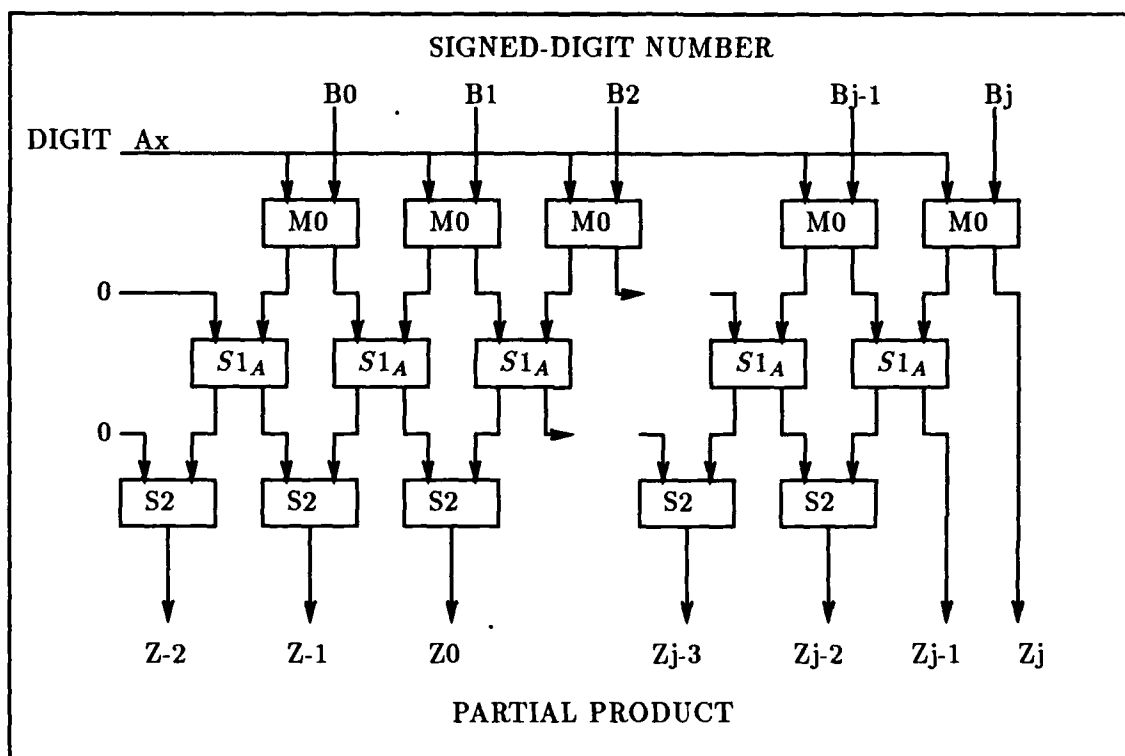 SIGNED-DIGIT NUMBER
B0 B1 B2 Bj-1 Bj
DIGIT Ax
M0 M0 M0 M0 M0
0
S1A S1A S1A S1A S1A
0
S2 S2 S2 S2 S2
Z-2 Z-1 Z0 Zj-3 Zj-2 Zj-1 Zj
PARTIAL PRODUCT